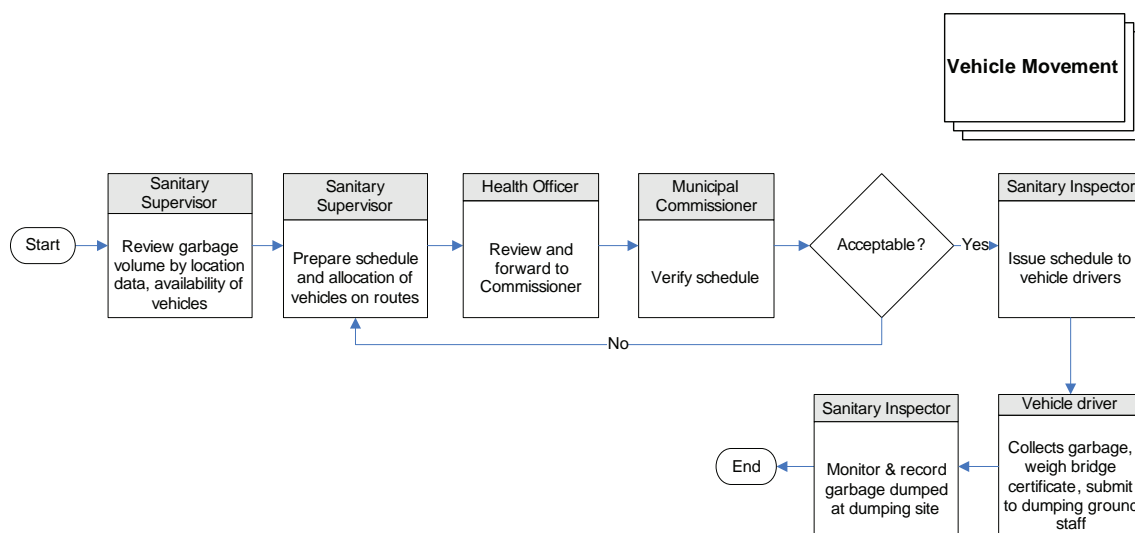 Vehicle Movement
Sanitary
Supervisor
Sanitary
Supervisor
Health Officer
Municipal
Commissioner
Sanitary Inspector
Start
Review garbage
volume by location
data, availability of
vehicles
Prepare schedule
and allocation of
vehicles on routes
Review and
forward to
Commissioner
Verify schedule
Acceptable?
Yes
Issue schedule to
vehicle drivers
No
Sanitary Inspector
Vehicle driver
End
Monitor & record
garbage dumped
at dumping site
Collects garbage,
weigh bridge
certificate, submit
to dumping ground
staff